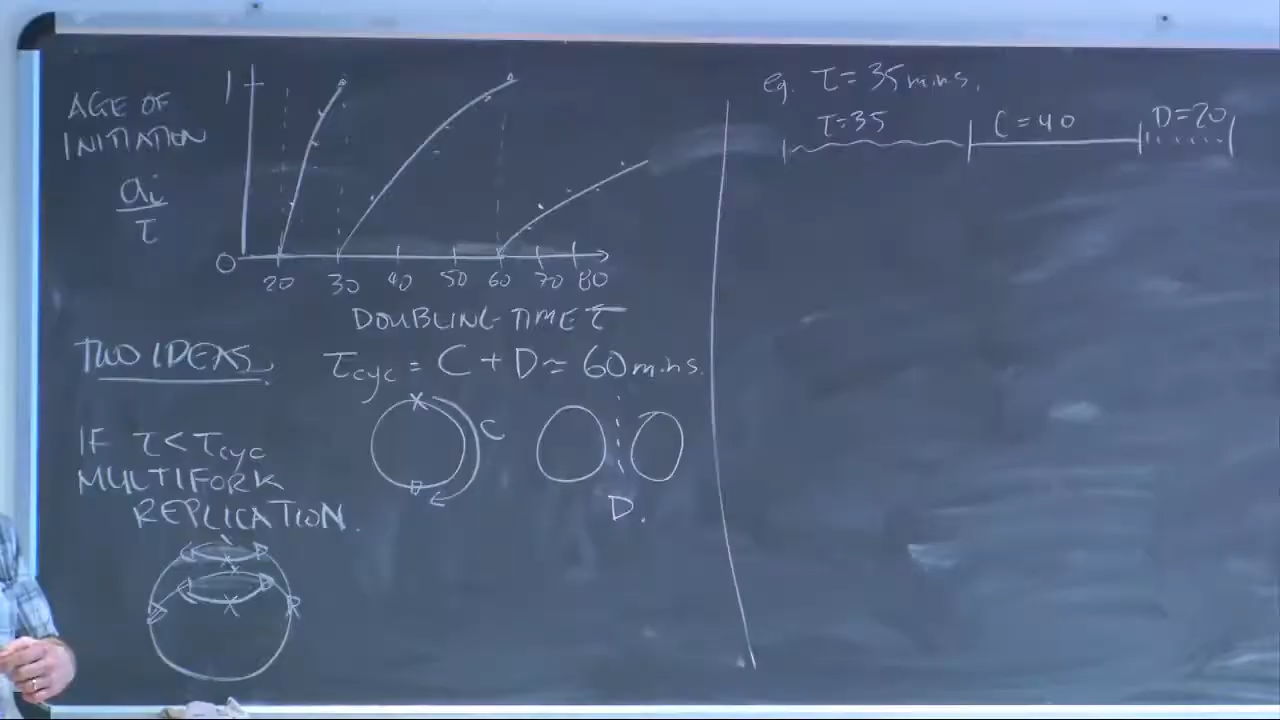 AGE OF
INITIATION
ai
τ
1
0
20 30 40 50 60 70 80
DOUBLING TIME τ
TWO IDEAS
τcyc = C + D ≈ 60 mins.
C
D.
IF τ < τcyc
MULTIFORK
REPLICATION.
eg. τ = 35 mins.
τ=35 C = 40 D=20